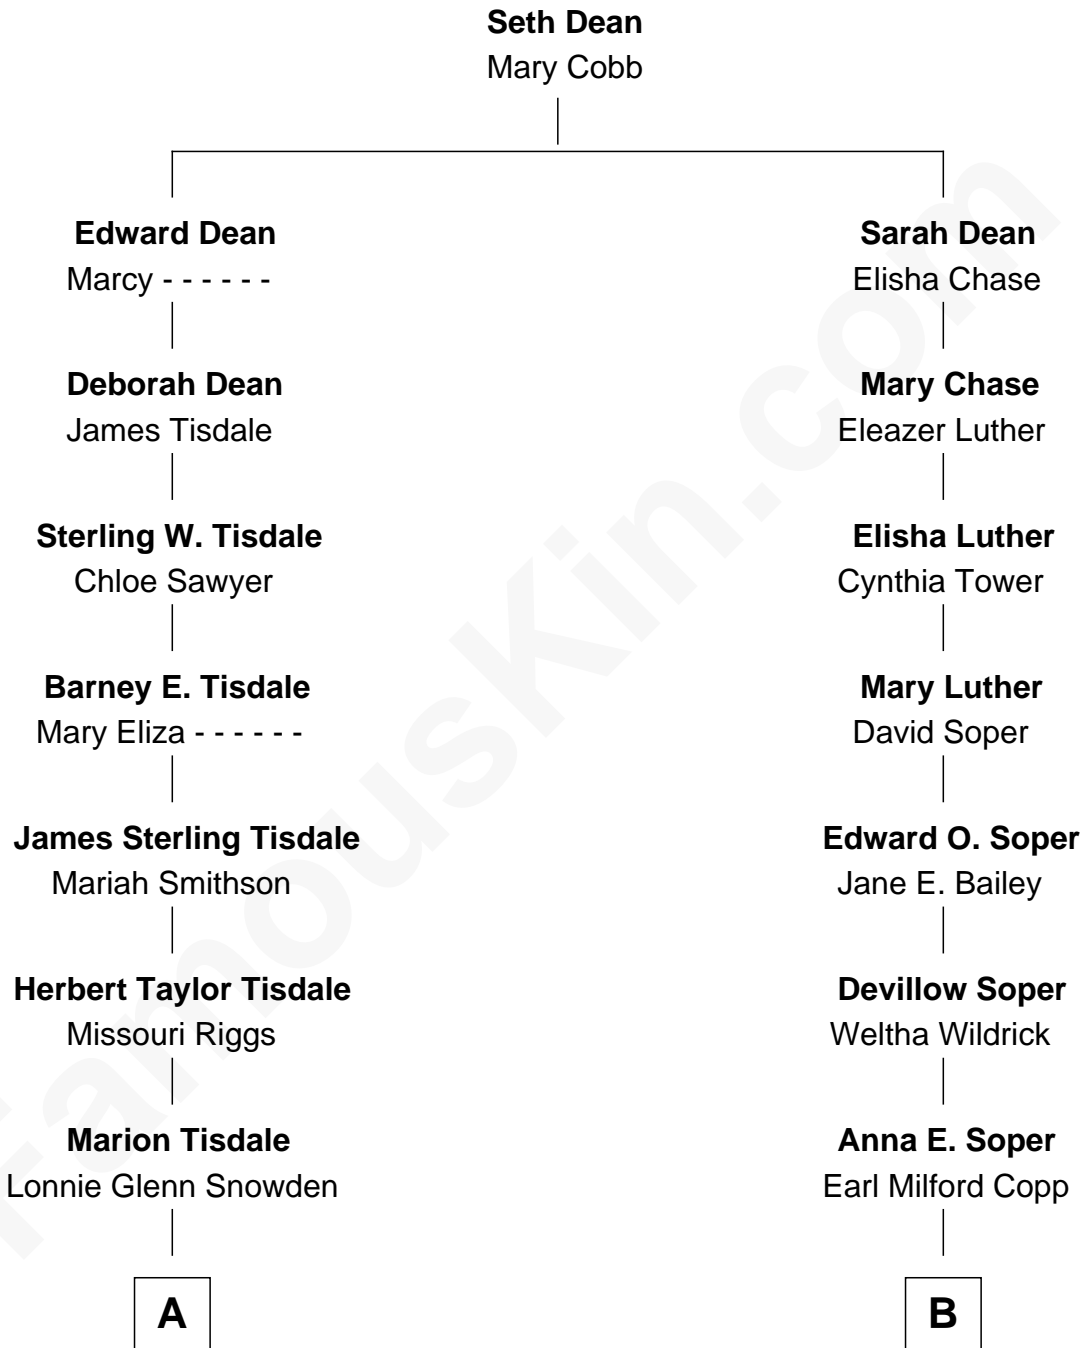 Seth Dean
Mary Cobb
Edward Dean
Marcy - - - - - -
Sarah Dean
Elisha Chase
Deborah Dean
James Tisdale
Mary Chase
Eleazer Luther
Sterling W. Tisdale
Chloe Sawyer
Elisha Luther
Cynthia Tower
Barney E. Tisdale
Mary Eliza - - - - - -
Mary Luther
David Soper
James Sterling Tisdale
Mariah Smithson
Edward O. Soper
Jane E. Bailey
Herbert Taylor Tisdale
Missouri Riggs
Devillow Soper
Weltha Wildrick
Marion Tisdale
Lonnie Glenn Snowden
Anna E. Soper
Earl Milford Copp
A
B
FamousKin.com